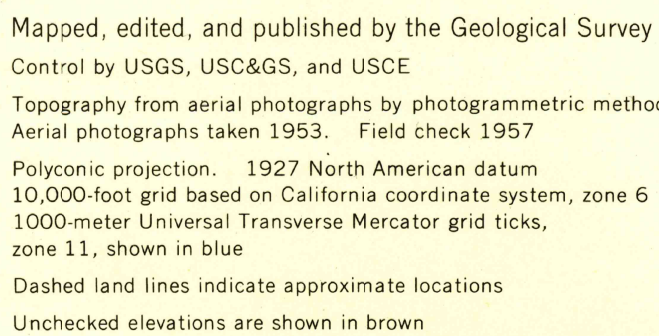 Mapped, edited, and published by the Geological Survey
Control by USGS, USC&GS, and USCE
Topography from aerial photographs by photogrammetric
Aerial photographs taken 1953. Field check 1957
Polyconic projection. 1927 North American datum
10,000-foot grid based on California coordinate system, zone 6
1000-meter Universal Transverse Mercator grid ticks,
zone 11, shown in blue
Dashed land lines indicate approximate locations
Unchecked elevations are shown in brown